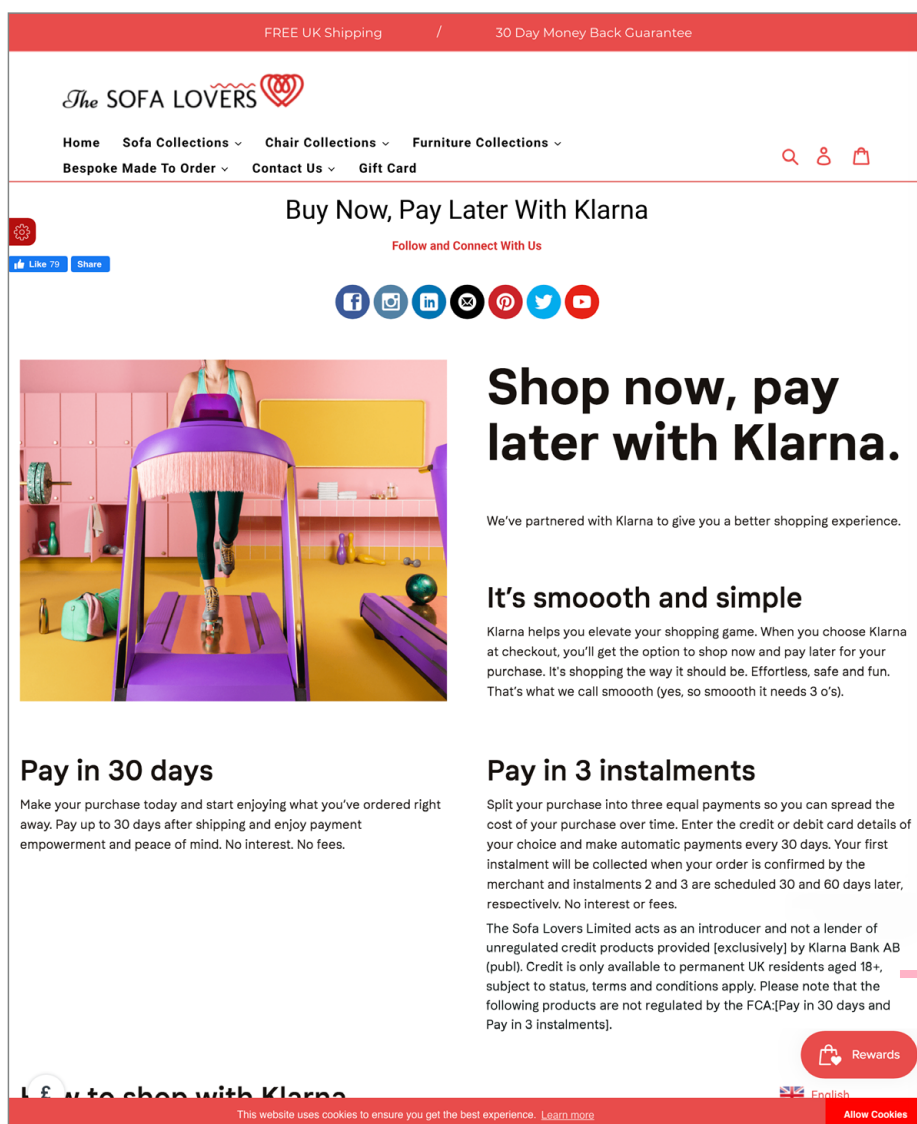 FREE UK Shipping / 30 Day Money Back Guarantee
The SOFA LOVERS
Home Sofa Collections Chair Collections Furniture Collections
Bespoke Made To Order Contact Us Gift Card
Buy Now, Pay Later With Klarna
Follow and Connect With Us
Like 79 Share
Shop now, pay
later with Klarna.
We've partnered with Klarna to give you a better shopping experience.
It's smoooth and simple
Klarna helps you elevate your shopping game. When you choose Klarna
at checkout, you'll get the option to shop now and pay later for your
purchase. It's shopping the way it should be. Effortless, safe and fun.
That's what we call smoooth (yes, so smoooth it needs 3 o's).
Pay in 30 days
Make your purchase today and start enjoying what you've ordered right
away. Pay up to 30 days after shipping and enjoy payment
empowerment and peace of mind. No interest. No fees.
Pay in 3 instalments
Split your purchase into three equal payments so you can spread the
cost of your purchase over time. Enter the credit or debit card details of
your choice and make automatic payments every 30 days. Your first
instalment will be collected when your order is confirmed by the
merchant and instalments 2 and 3 are scheduled 30 and 60 days later,
respectively. No interest or fees.
The Sofa Lovers Limited acts as an introducer and not a lender of
unregulated credit products provided [exclusively] by Klarna Bank AB
(publ). Credit is only available to permanent UK residents aged 18+,
subject to status, terms and conditions apply. Please note that the
following products are not regulated by the FCA:[Pay in 30 days and
Pay in 3 instalments].
Rewards
£
to shop with Klarna
English
This website uses cookies to ensure you get the best experience. Learn more
Allow Cookies